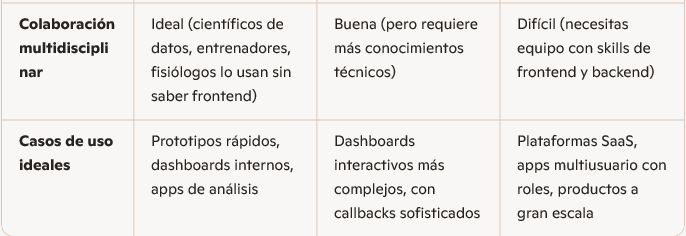 Colaboración
multidiscipli
nar
Ideal (científicos de
datos, entrenadores,
fisiólogos lo usan sin
saber frontend)
Buena (pero requiere
más conocimientos
técnicos)
Difícil (necesitas
equipo con skills de
frontend y backend)
Casos de uso
ideales
Prototipos rápidos,
dashboards internos,
apps de análisis
Dashboards
interactivos más
complejos, con
callbacks sofisticados
Plataformas SaaS,
apps multiusuario con
roles, productos a
gran escala